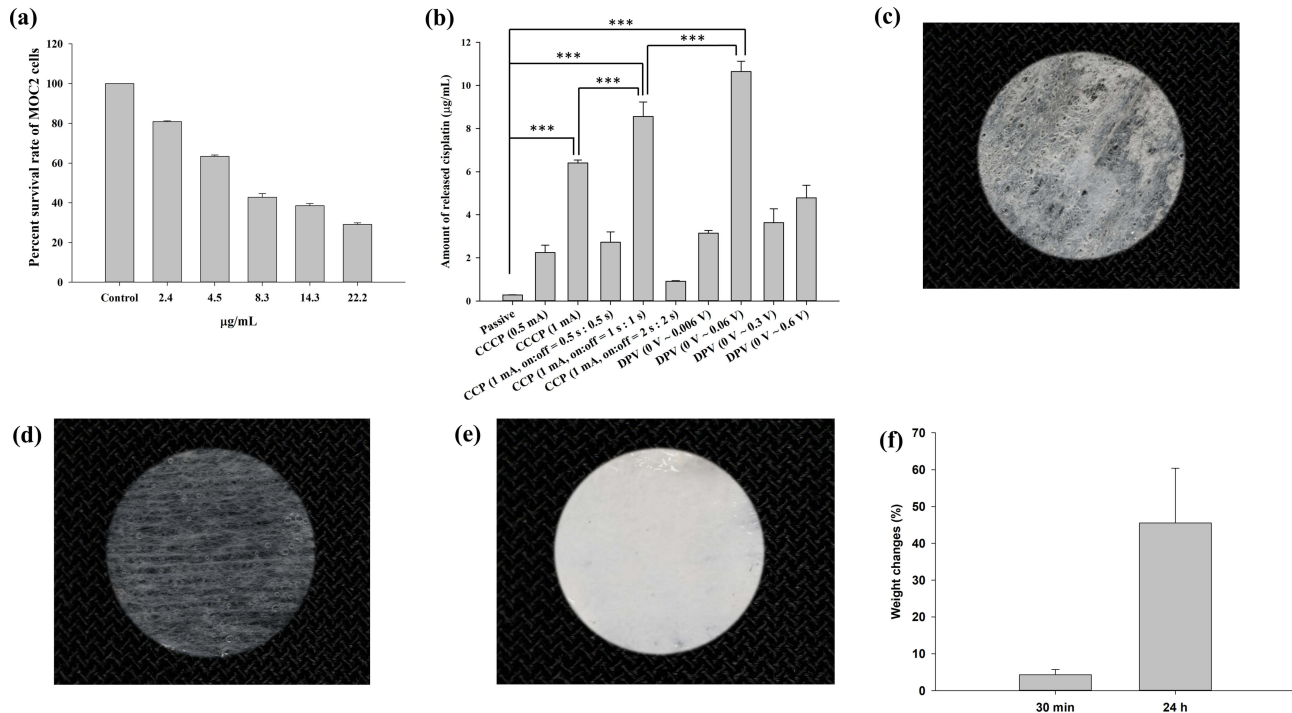 (a)
Percent survival rate of MOC2 cells
120
100
80
60
40
20
0
Control
2.4
4.5
8.3
14.3
22.2
µg/mL
(b)
Amount of released cisplatin (µg/mL)
12
10
8
6
4
2
0
***
***
***
***
***
Passive
CCCP (0.5 mA)
CCCP (1 mA)
CCP (1 mA, on:off = 0.5 s : 0.5 s)
CCP (1 mA, on:off = 1 s : 1 s)
CCP (1 mA, on:off = 2 s : 2 s)
DPV (0 V ~ 0.006 V)
DPV (0 V ~ 0.06 V)
DPV (0 V ~ 0.3 V)
DPV (0 V ~ 0.6 V)
(c)
(d)
(e)
(f)
Weight changes (%)
70
60
50
40
30
20
10
0
30 min
24 h